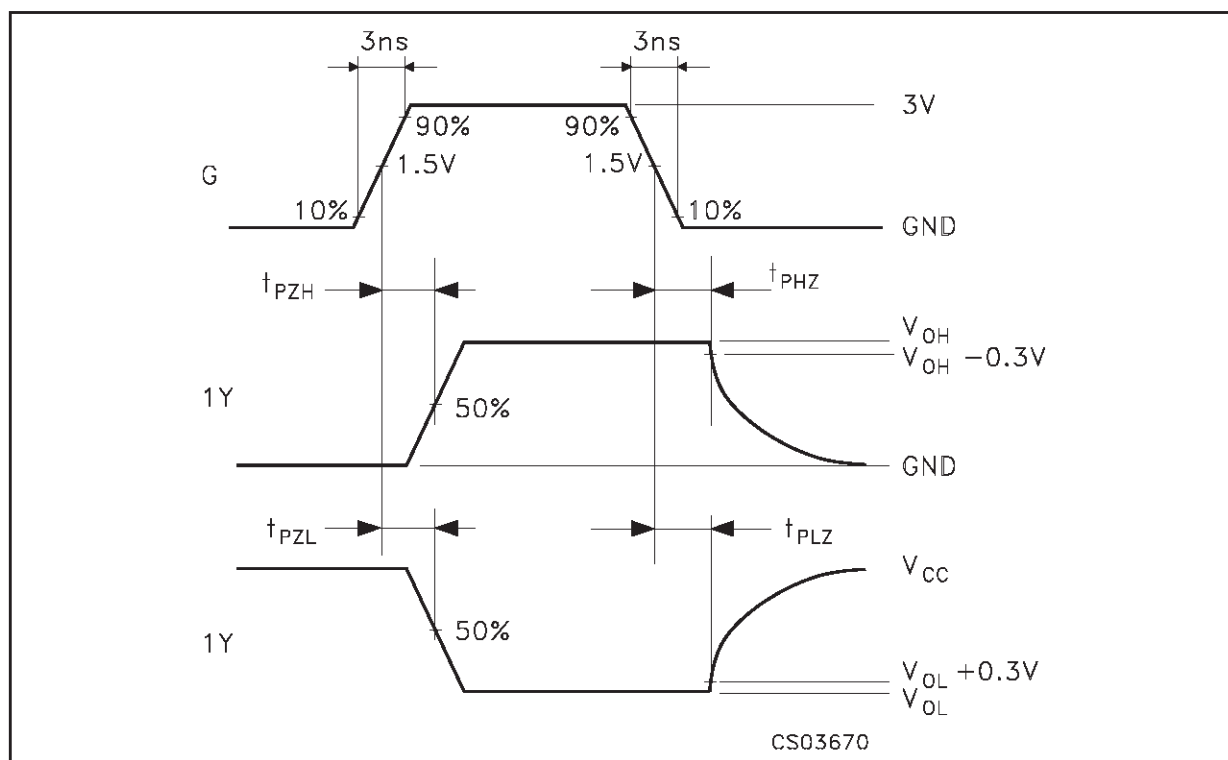 3ns 3ns
3V
90% 90%
G 1.5V 1.5V
10% 10%
GND
tPZH tPHZ
VOH
VOH −0.3V
1Y 50%
GND
tPZL tPLZ
VCC
1Y 50%
VOL +0.3V
VOL
CS03670